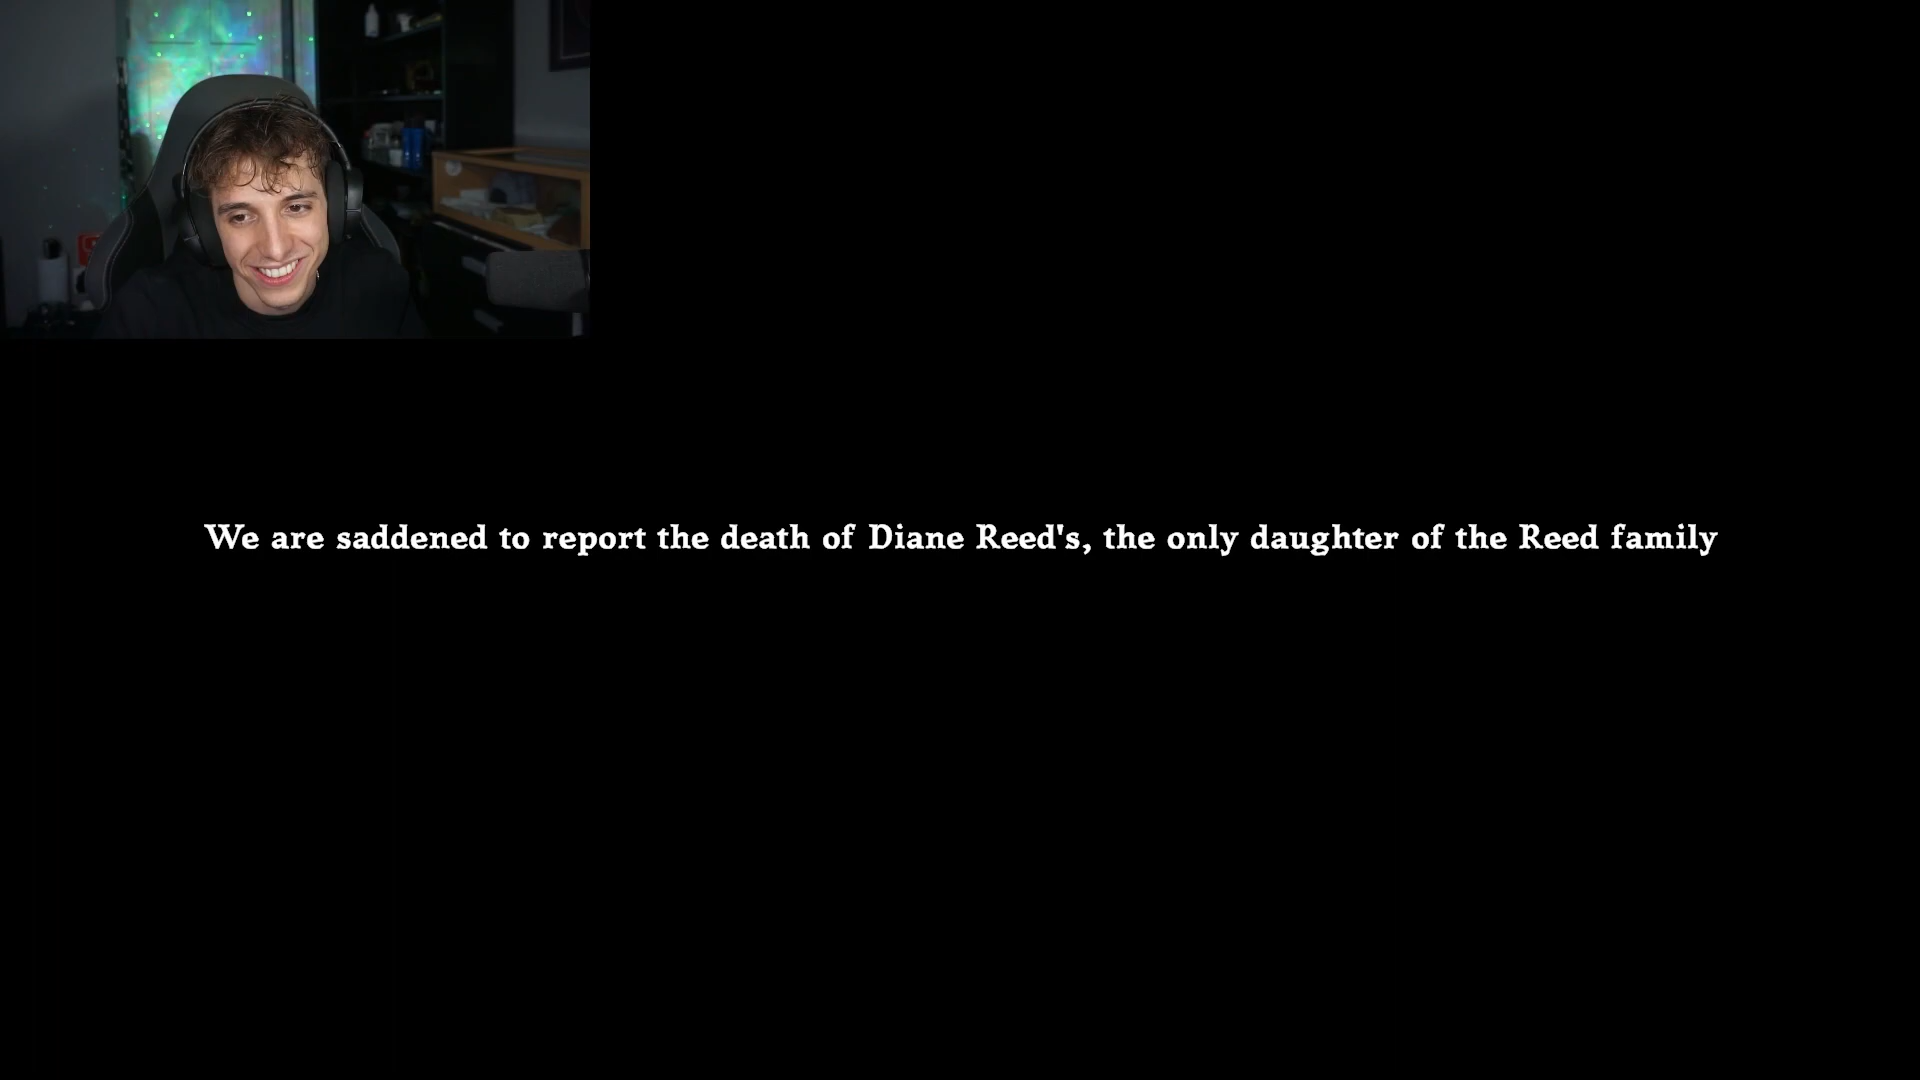 We are saddened to report the death of Diane Reed's, the only daughter of the Reed family